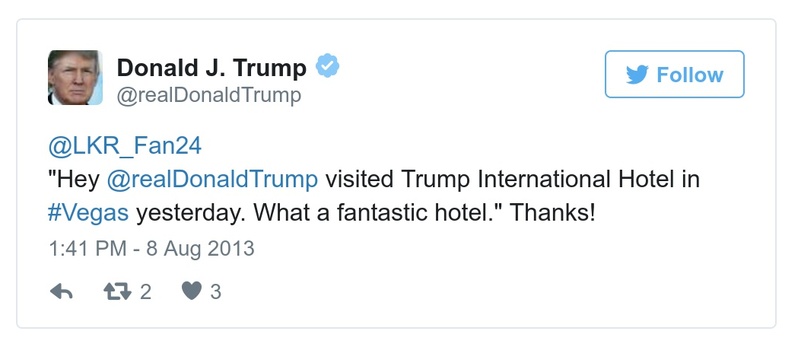 Donald J. Trump
@realDonaldTrump
Follow
@LKR_Fan24
"Hey @realDonaldTrump visited Trump International Hotel in
#Vegas yesterday. What a fantastic hotel." Thanks!
1:41 PM - 8 Aug 2013
2 3